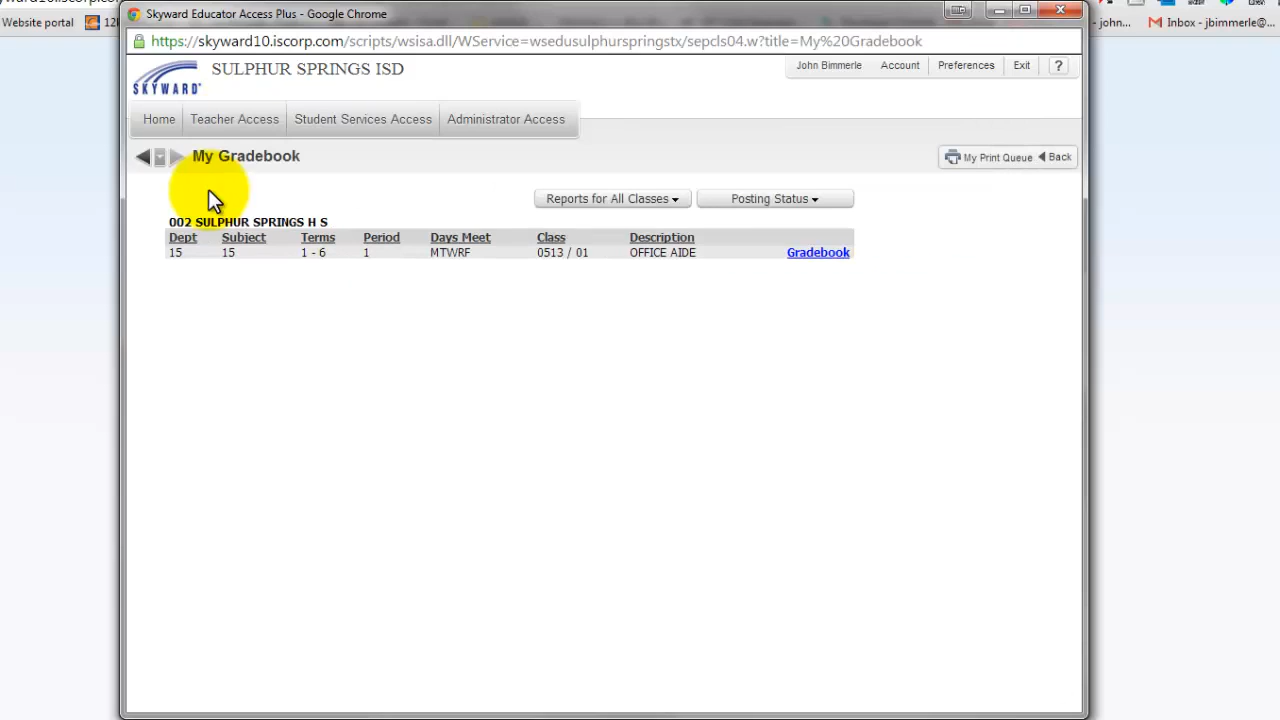 Website portal
Skyward Educator Access Plus - Google Chrome
https://skyward10.iscorp.com/scripts/wsisa.dll/WService=wsedusulphurspringstx/sepcls04.w?title=My%20Gradebook
- john...
Inbox - jbimmerle@...
SKYWARD
SULPHUR SPRINGS ISD
John Bimmerle Account Preferences Exit ?
Home Teacher Access Student Services Access Administrator Access
My Gradebook
My Print Queue Back
Reports for All Classes Posting Status
002 SULPHUR SPRINGS H S
Dept Subject Terms Period Days Meet Class Description
15 15 1 - 6 1 MTWRF 0513 / 01 OFFICE AIDE Gradebook